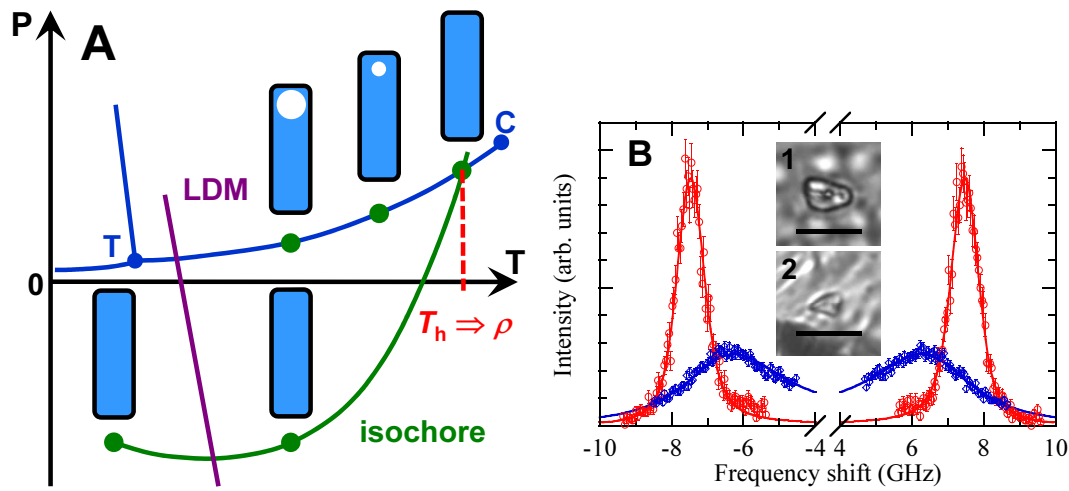 P
A
C
LDM
T
0
T
Tₕ ⇒ ρ
isochore
B
1
2
Intensity (arb. units)
-10 -8 -6 -4 4 6 8 10
Frequency shift (GHz)